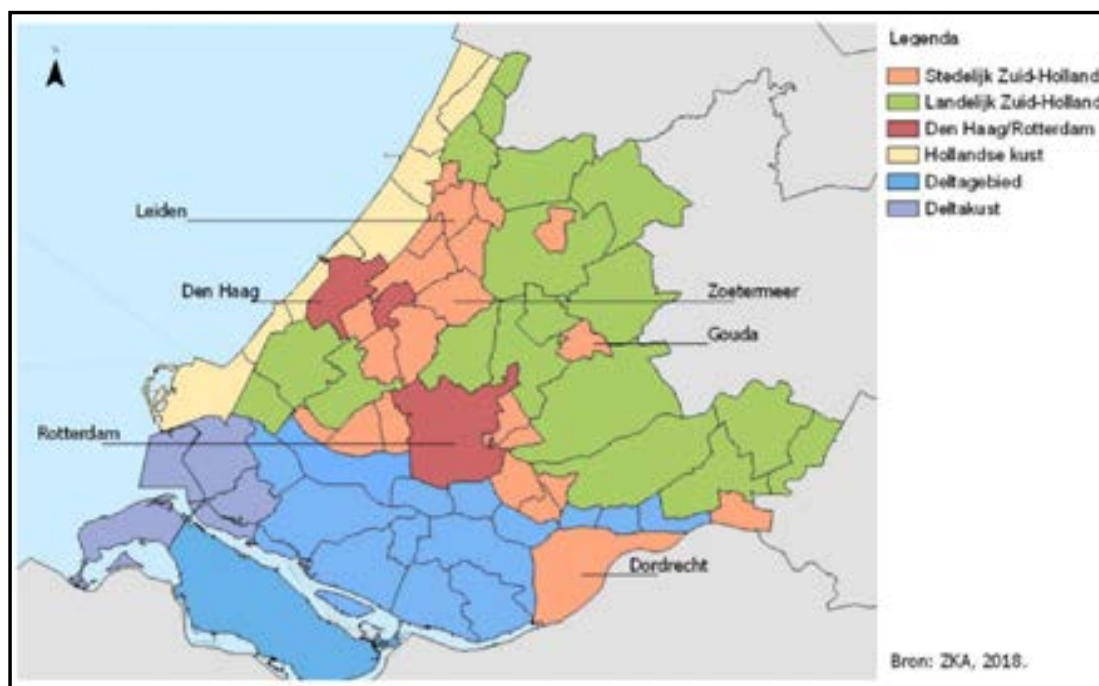 Legenda
Stedelijk Zuid-Holland
Landelijk Zuid-Holland
Den Haag/Rotterdam
Hollandse kust
Deltagebied
Deltakust
Leiden
Den Haag
Zoetermeer
Gouda
Rotterdam
Dordrecht
Bron: ZKA, 2018.